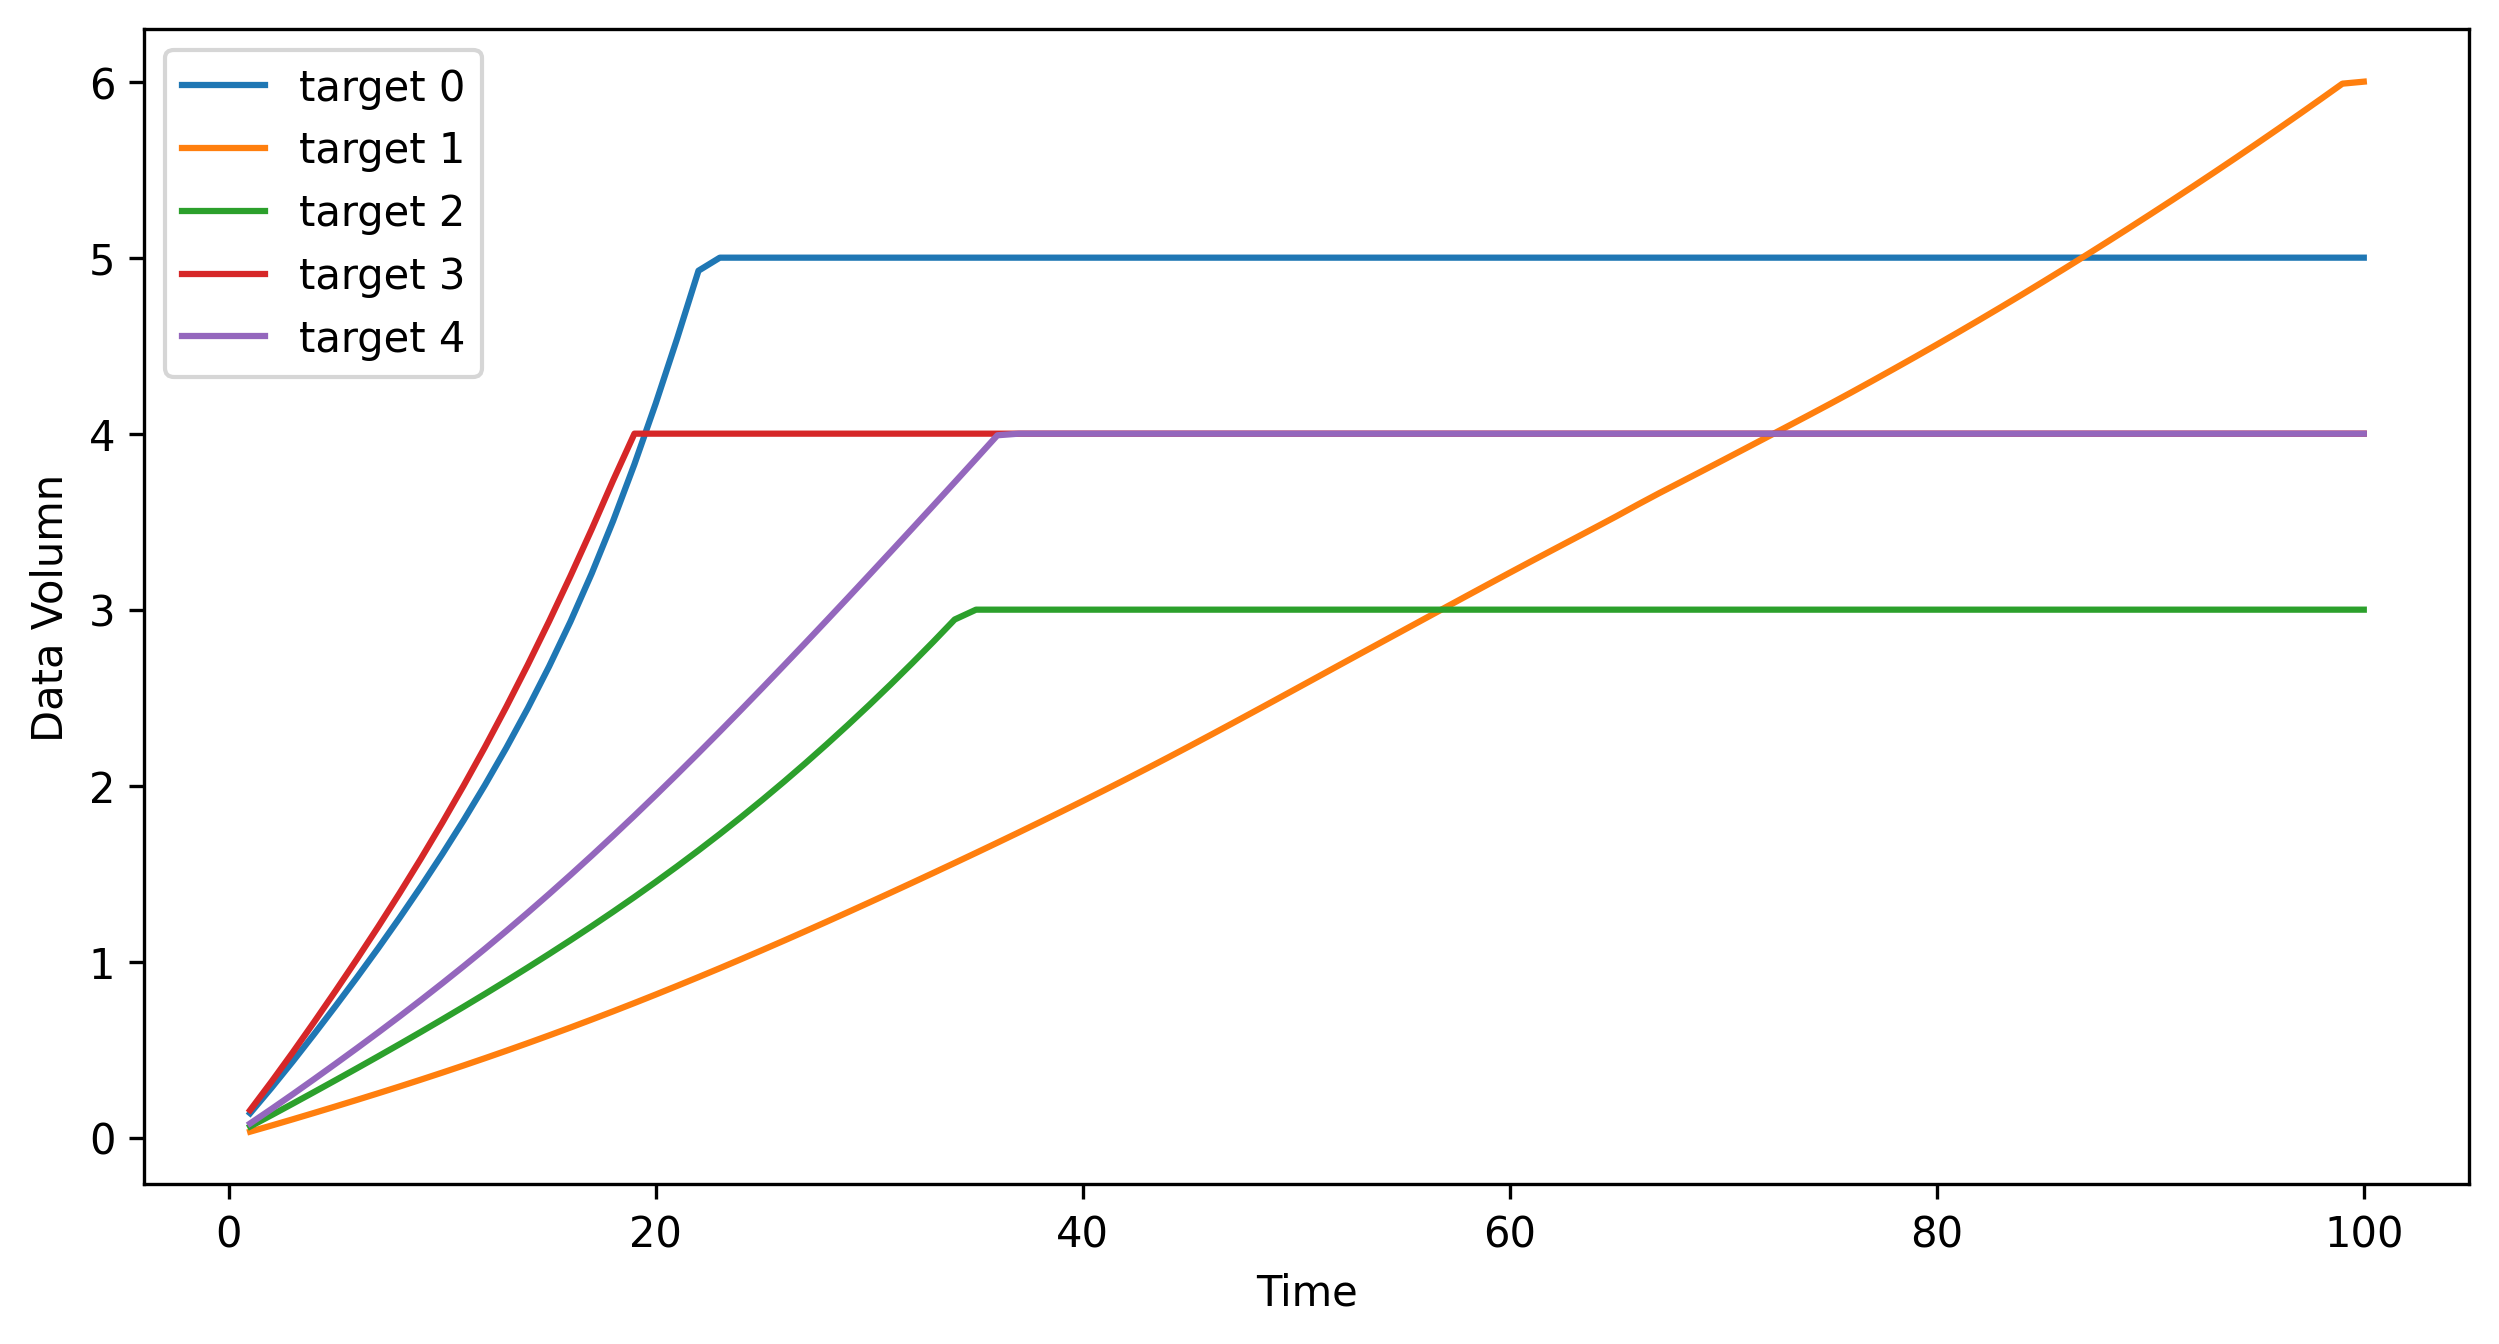 target 0
target 1
target 2
target 3
target 4
6
5
4
3
2
1
0
Data Volumn
0 20 40 60 80 100
Time